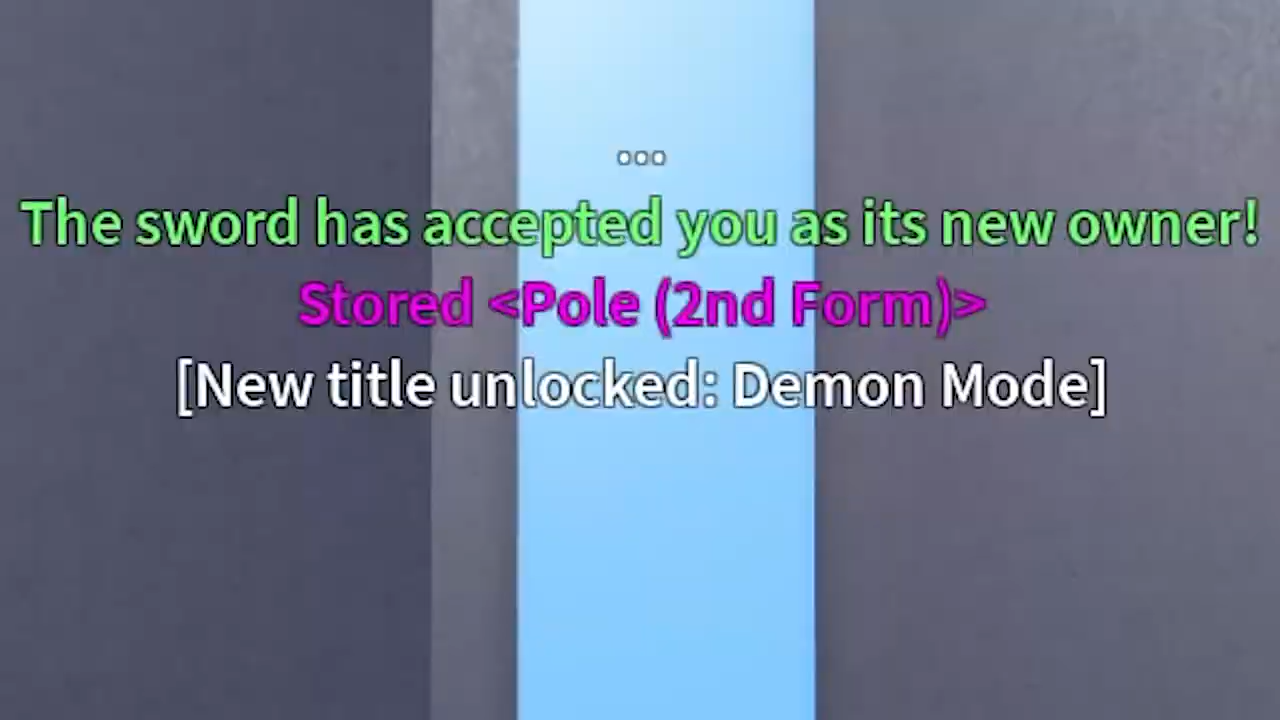 ...
The sword has accepted you as its new owner!
Stored <Pole (2nd Form)>
[New title unlocked: Demon Mode]